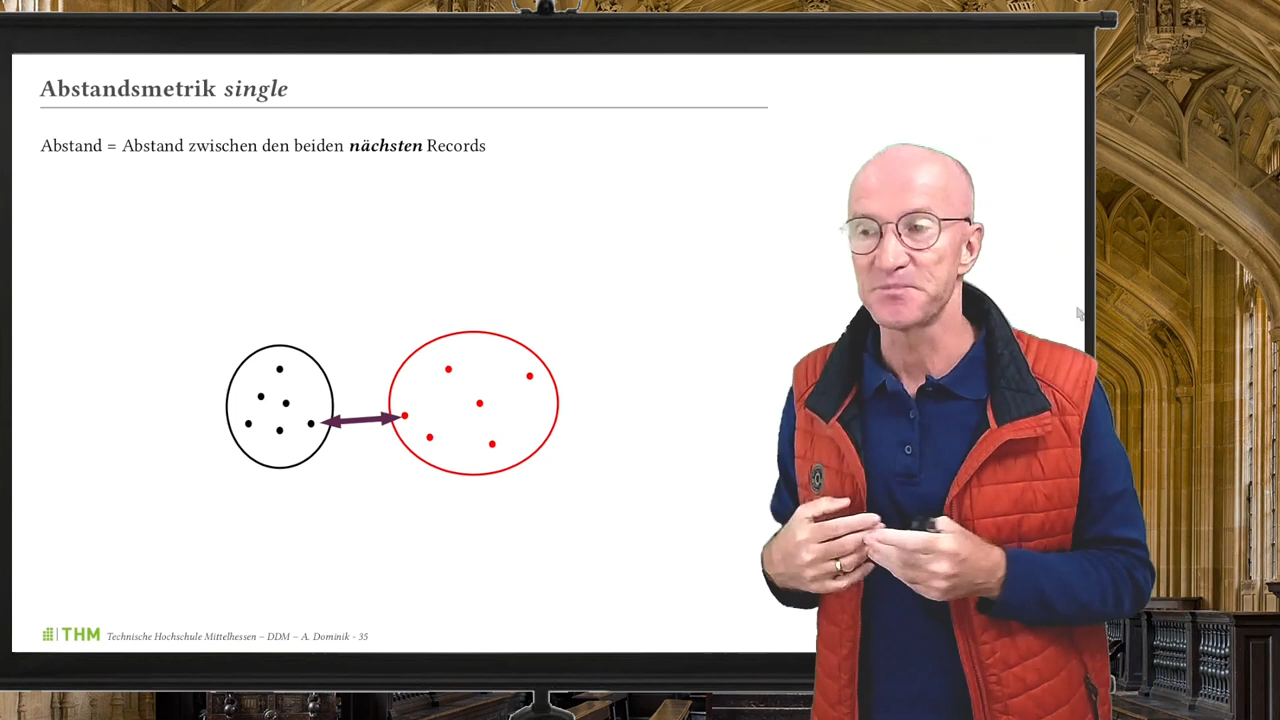 Abstandsmetrik single
Abstand = Abstand zwischen den beiden nächsten Records
THM Technische Hochschule Mittelhessen – DDM – A. Dominik - 35